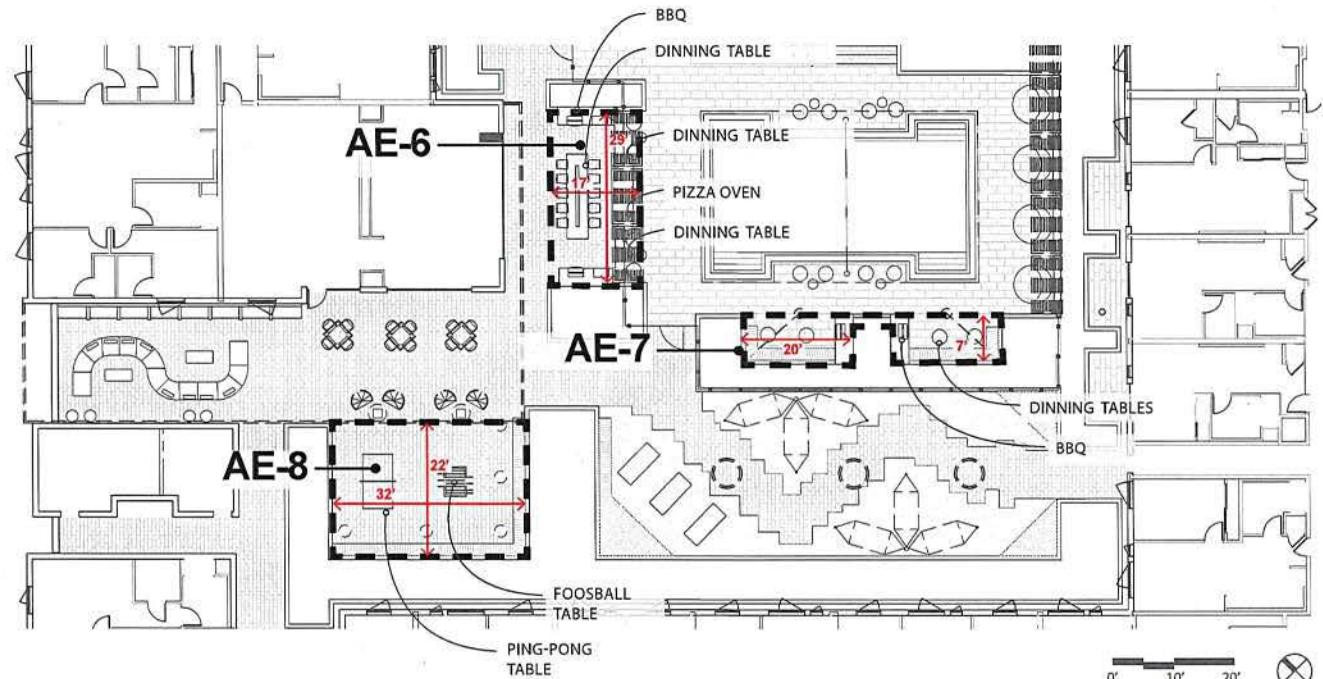 BBQ
DINNING TABLE
AE-6
29'
DINNING TABLE
17'
PIZZA OVEN
DINNING TABLE
AE-7
20'
7'
DINNING TABLES
BBQ
AE-8
22'
32'
FOOSBALL
TABLE
PING-PONG
TABLE
0' 10' 20'